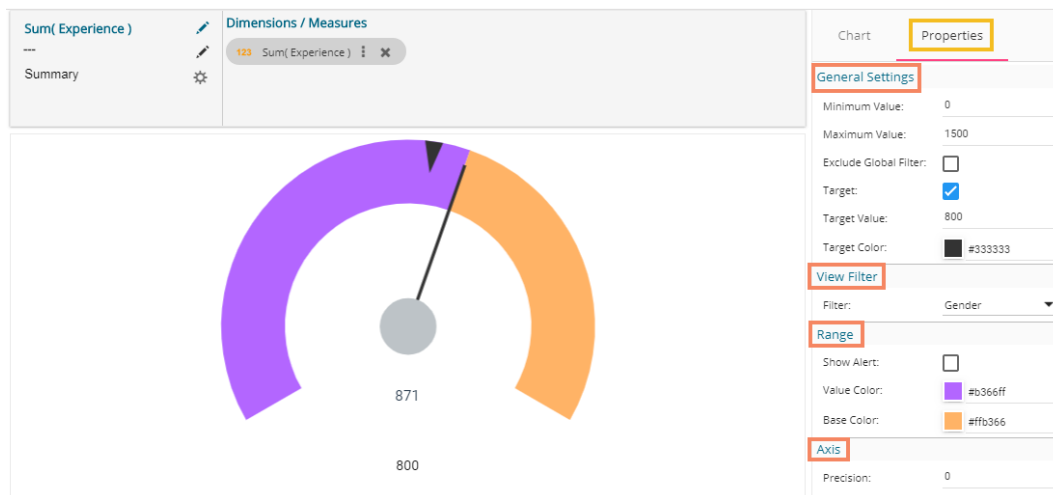 Sum( Experience )
---
Summary
Dimensions / Measures
123 Sum( Experience )
871
800
Chart Properties
General Settings
Minimum Value: 0
Maximum Value: 1500
Exclude Global Filter:
Target:
Target Value: 800
Target Color: #333333
View Filter
Filter: Gender
Range
Show Alert:
Value Color: #b366ff
Base Color: #ffb366
Axis
Precision: 0